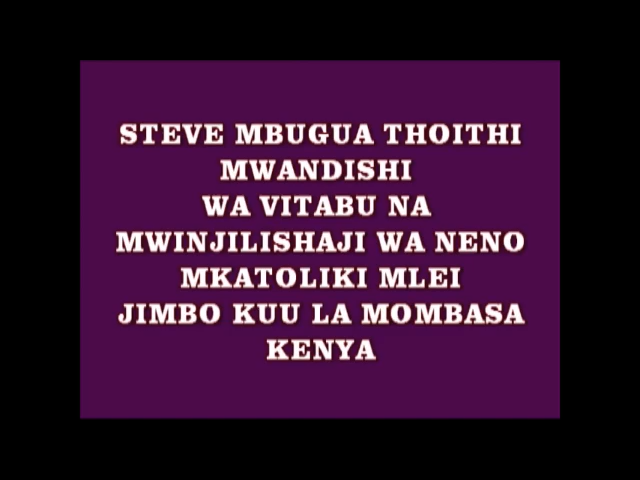 STEVE MBUGUA THOITHI
MWANDISHI
WA VITABU NA
MWINJILISHAJI WA NENO
MKATOLIKI MLEI
JIMBO KUU LA MOMBASA
KENYA